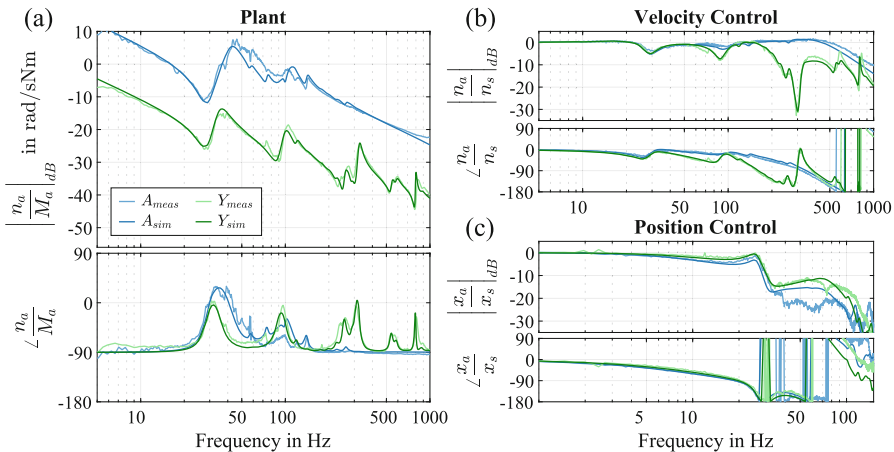 (a)
Plant
|n_a/M_a|_dB in rad/sNm
10
0
-10
-20
-30
-40
-50
A_meas Y_meas
A_sim Y_sim
∠ n_a/M_a
90
0
-90
-180
10 50 100 1000
Frequency in Hz
(b)
Velocity Control
|n_a/n_s|_dB
0
-10
-20
-30
∠ n_a/n_s
90
0
-90
-180
10 50 100 500 1000
(c)
Position Control
|x_a/x_s|_dB
0
-10
-20
-30
∠ x_a/x_s
90
0
-90
-180
5 10 50 100
Frequency in Hz